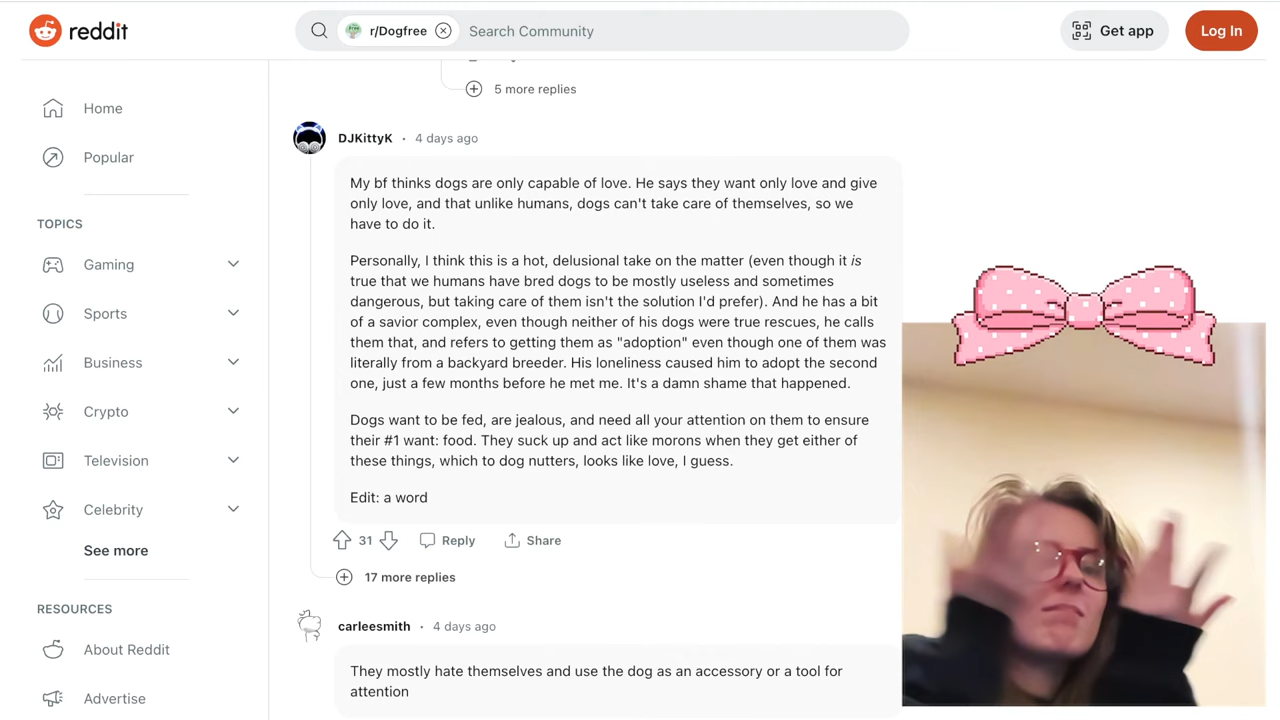 reddit
r/Dogfree
Search Community
Get app
Log In
Home
Popular
TOPICS
Gaming
Sports
Business
Crypto
Television
Celebrity
See more
RESOURCES
About Reddit
Advertise
5 more replies
DJKittyK · 4 days ago
My bf thinks dogs are only capable of love. He says they want only love and give
only love, and that unlike humans, dogs can't take care of themselves, so we
have to do it.
Personally, I think this is a hot, delusional take on the matter (even though it is
true that we humans have bred dogs to be mostly useless and sometimes
dangerous, but taking care of them isn't the solution I'd prefer). And he has a bit
of a savior complex, even though neither of his dogs were true rescues, he calls
them that, and refers to getting them as "adoption" even though one of them was
literally from a backyard breeder. His loneliness caused him to adopt the second
one, just a few months before he met me. It's a damn shame that happened.
Dogs want to be fed, are jealous, and need all your attention on them to ensure
their #1 want: food. They suck up and act like morons when they get either of
these things, which to dog nutters, looks like love, I guess.
Edit: a word
31
Reply
Share
17 more replies
carleesmith · 4 days ago
They mostly hate themselves and use the dog as an accessory or a tool for
attention